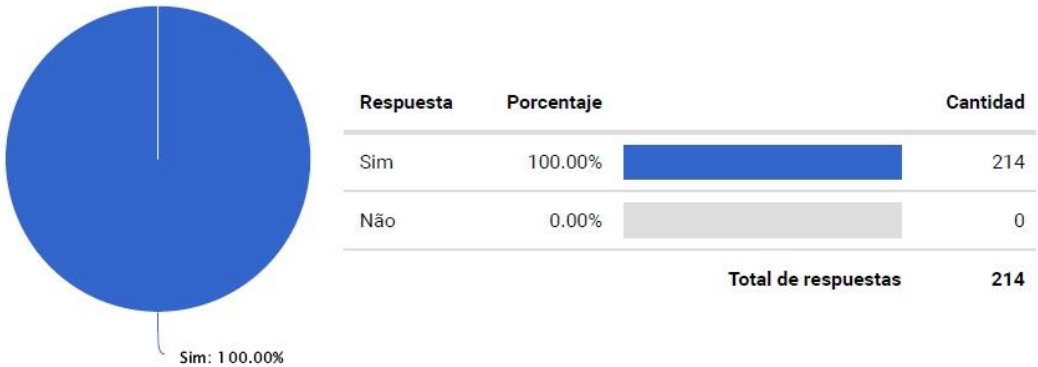 Respuesta Porcentaje Cantidad
Sim 100.00% 214
Não 0.00% 0
Total de respuestas 214
Sim: 100.00%